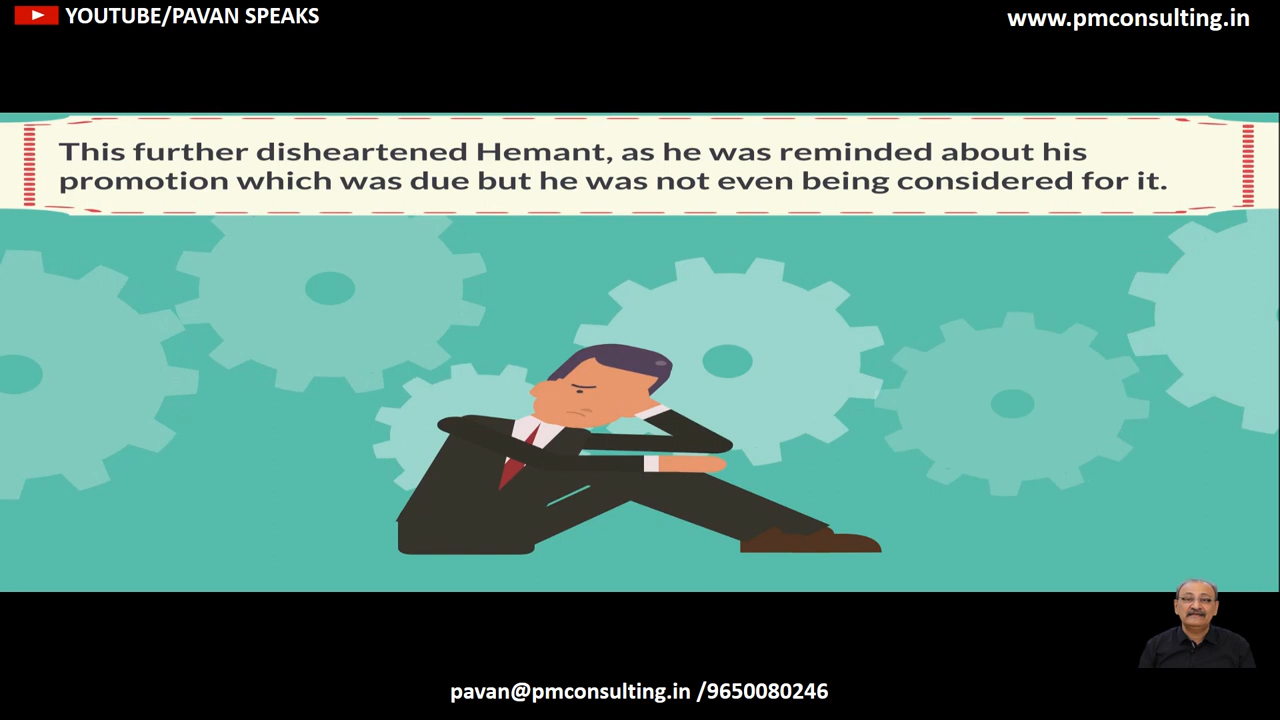 YOUTUBE/PAVAN SPEAKS
www.pmconsulting.in
This further disheartened Hemant, as he was reminded about his
promotion which was due but he was not even being considered for it.
pavan@pmconsulting.in /9650080246